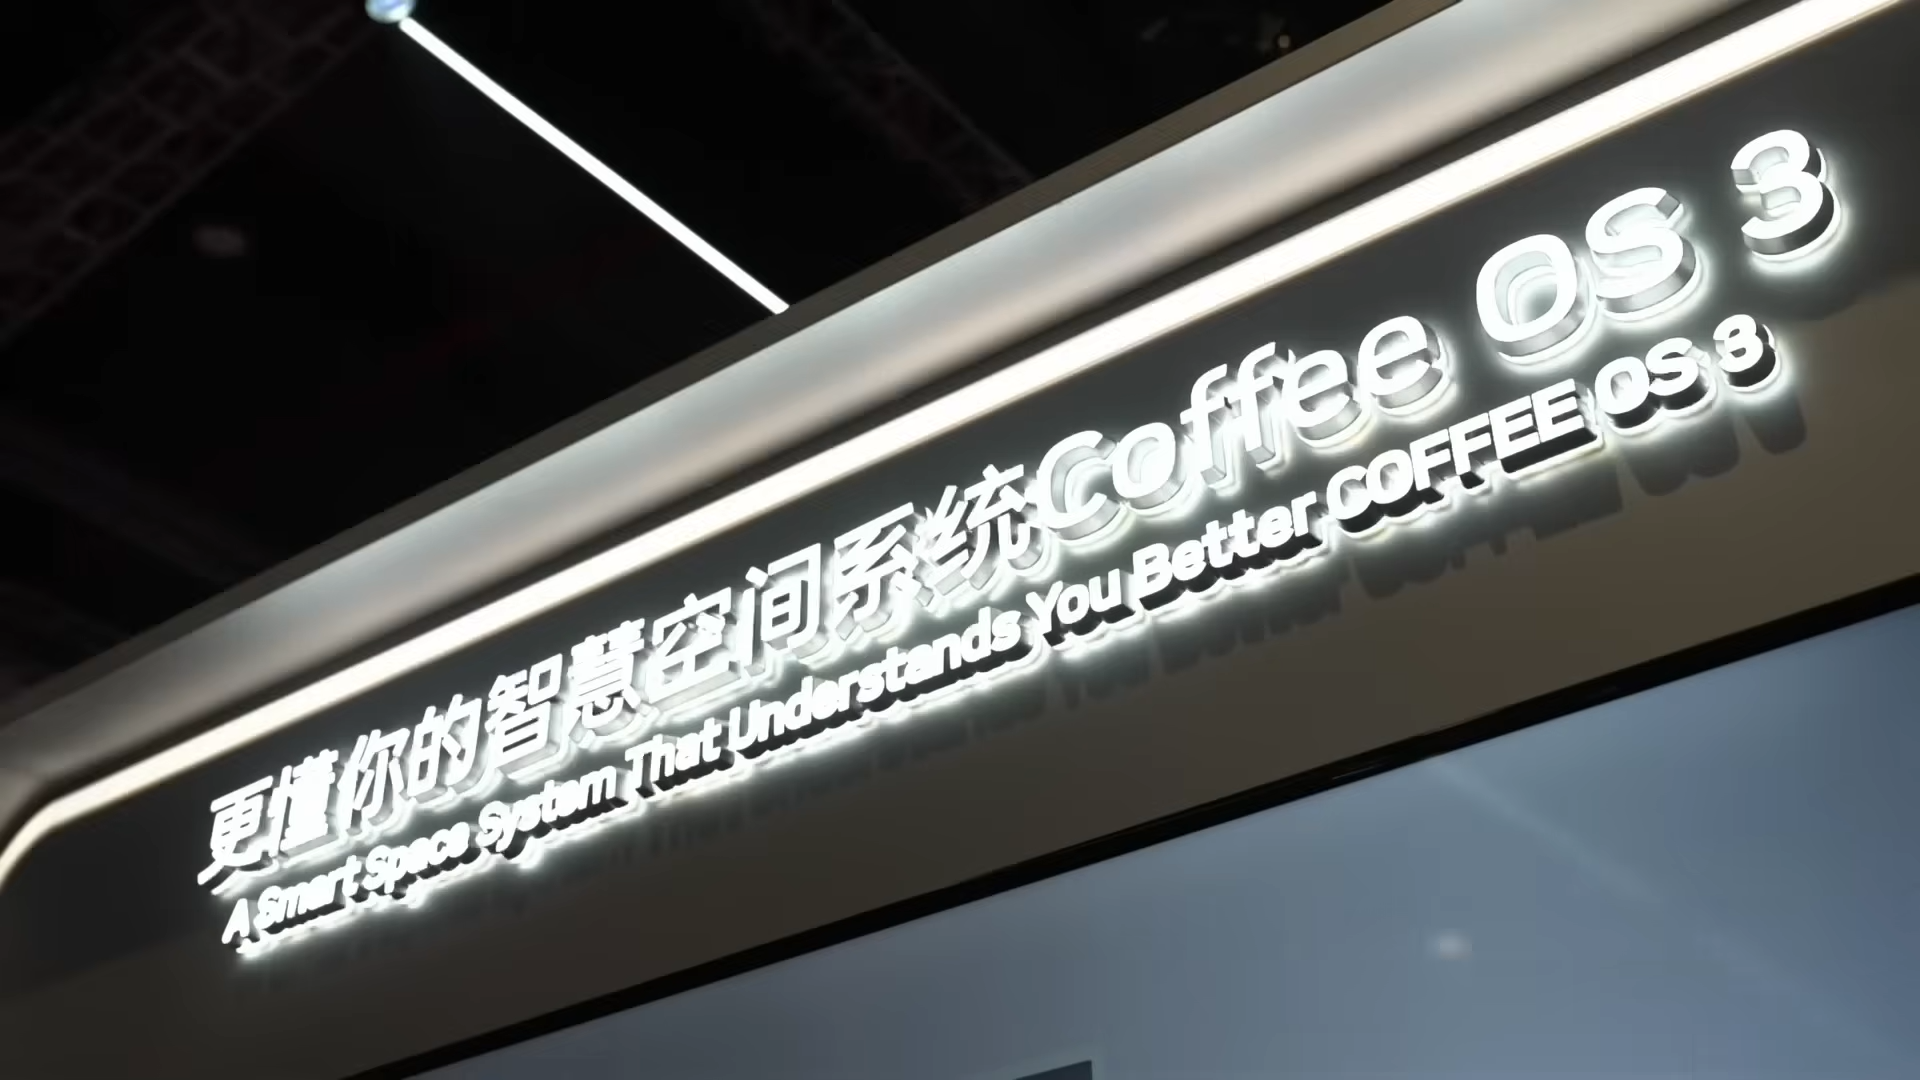 更懂你的智慧空间系统Coffee OS 3
A Smart Space System That Understands You Better COFFEE OS 3